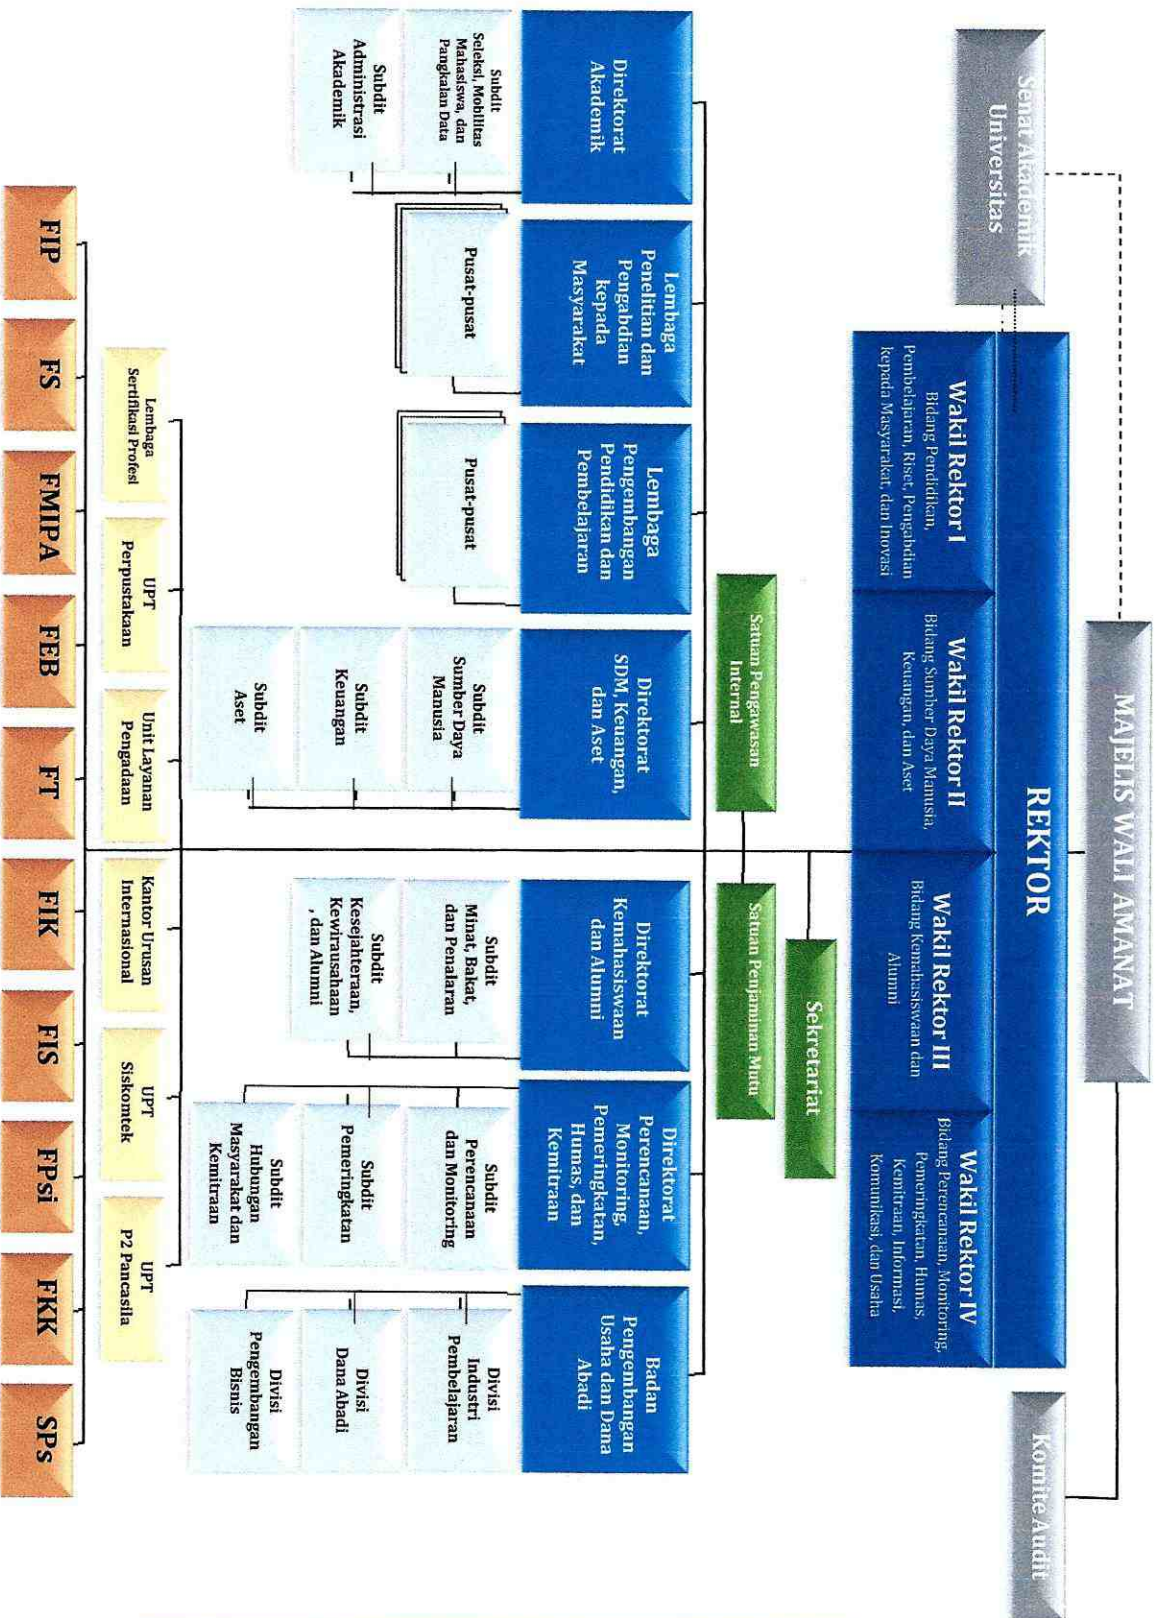 MAJELIS WALI AMANAT
Senat Akademik
Universitas
Komite Audit
REKTOR
Wakil Rektor I
Bidang Pendidikan,
Pembelajaran, Riset, Pengabdian
kepada Masyarakat, dan Inovasi
Wakil Rektor II
Bidang Sumber Daya Manusia,
Keuangan, dan Aset
Wakil Rektor III
Bidang Kemahasiswaan dan
Alumni
Wakil Rektor IV
Bidang Perencanaan, Monitoring,
Pemeringkatan, Humas,
Kemitraan, Informasi,
Komunikasi, dan Usaha
Sekretariat
Satuan Pengawasan
Internal
Satuan Penjaminan Mutu
Direktorat
Akademik
Lembaga
Penelitian dan
Pengabdian
kepada
Masyarakat
Lembaga
Pengembangan
Pendidikan dan
Pembelajaran
Direktorat
SDM, Keuangan,
dan Aset
Direktorat
Kemahasiswaan
dan Alumni
Direktorat
Perencanaan,
Monitoring,
Pemeringkatan,
Humas, dan
Kemitraan
Badan
Pengembangan
Usaha dan Dana
Abadi
Subdit
Seleksi, Mobilitas
Mahasiswa, dan
Pangkalan Data
Subdit
Administrasi
Akademik
Pusat-pusat
Pusat-pusat
Subdit
Sumber Daya
Manusia
Subdit
Keuangan
Subdit
Aset
Subdit
Minat, Bakat,
dan Penalaran
Subdit
Kesejahteraan,
Kewirausahaan
, dan Alumni
Subdit
Perencanaan
dan Monitoring
Subdit
Pemeringkatan
Subdit
Hubungan
Masyarakat dan
Kemitraan
Divisi
Industri
Pembelajaran
Divisi
Dana Abadi
Divisi
Pengembangan
Bisnis
Lembaga
Sertifikasi Profesi
UPT
Perpustakaan
Unit Layanan
Pengadaan
Kantor Urusan
Internasional
UPT
Siskomtek
UPT
P2 Pancasila
FIP
FS
FMIPA
FEB
FT
FIK
FIS
FPsi
FKK
SPs